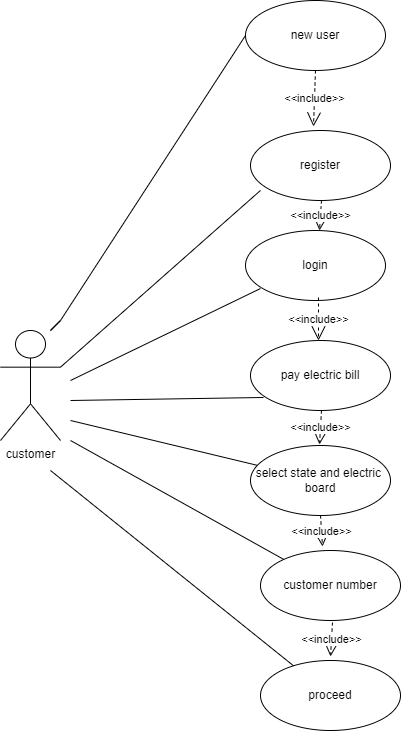 new user
<<include>>
register
<<include>>
login
<<include>>
pay electric bill
<<include>>
customer
select state and electric
board
<<include>>
customer number
<<include>>
proceed